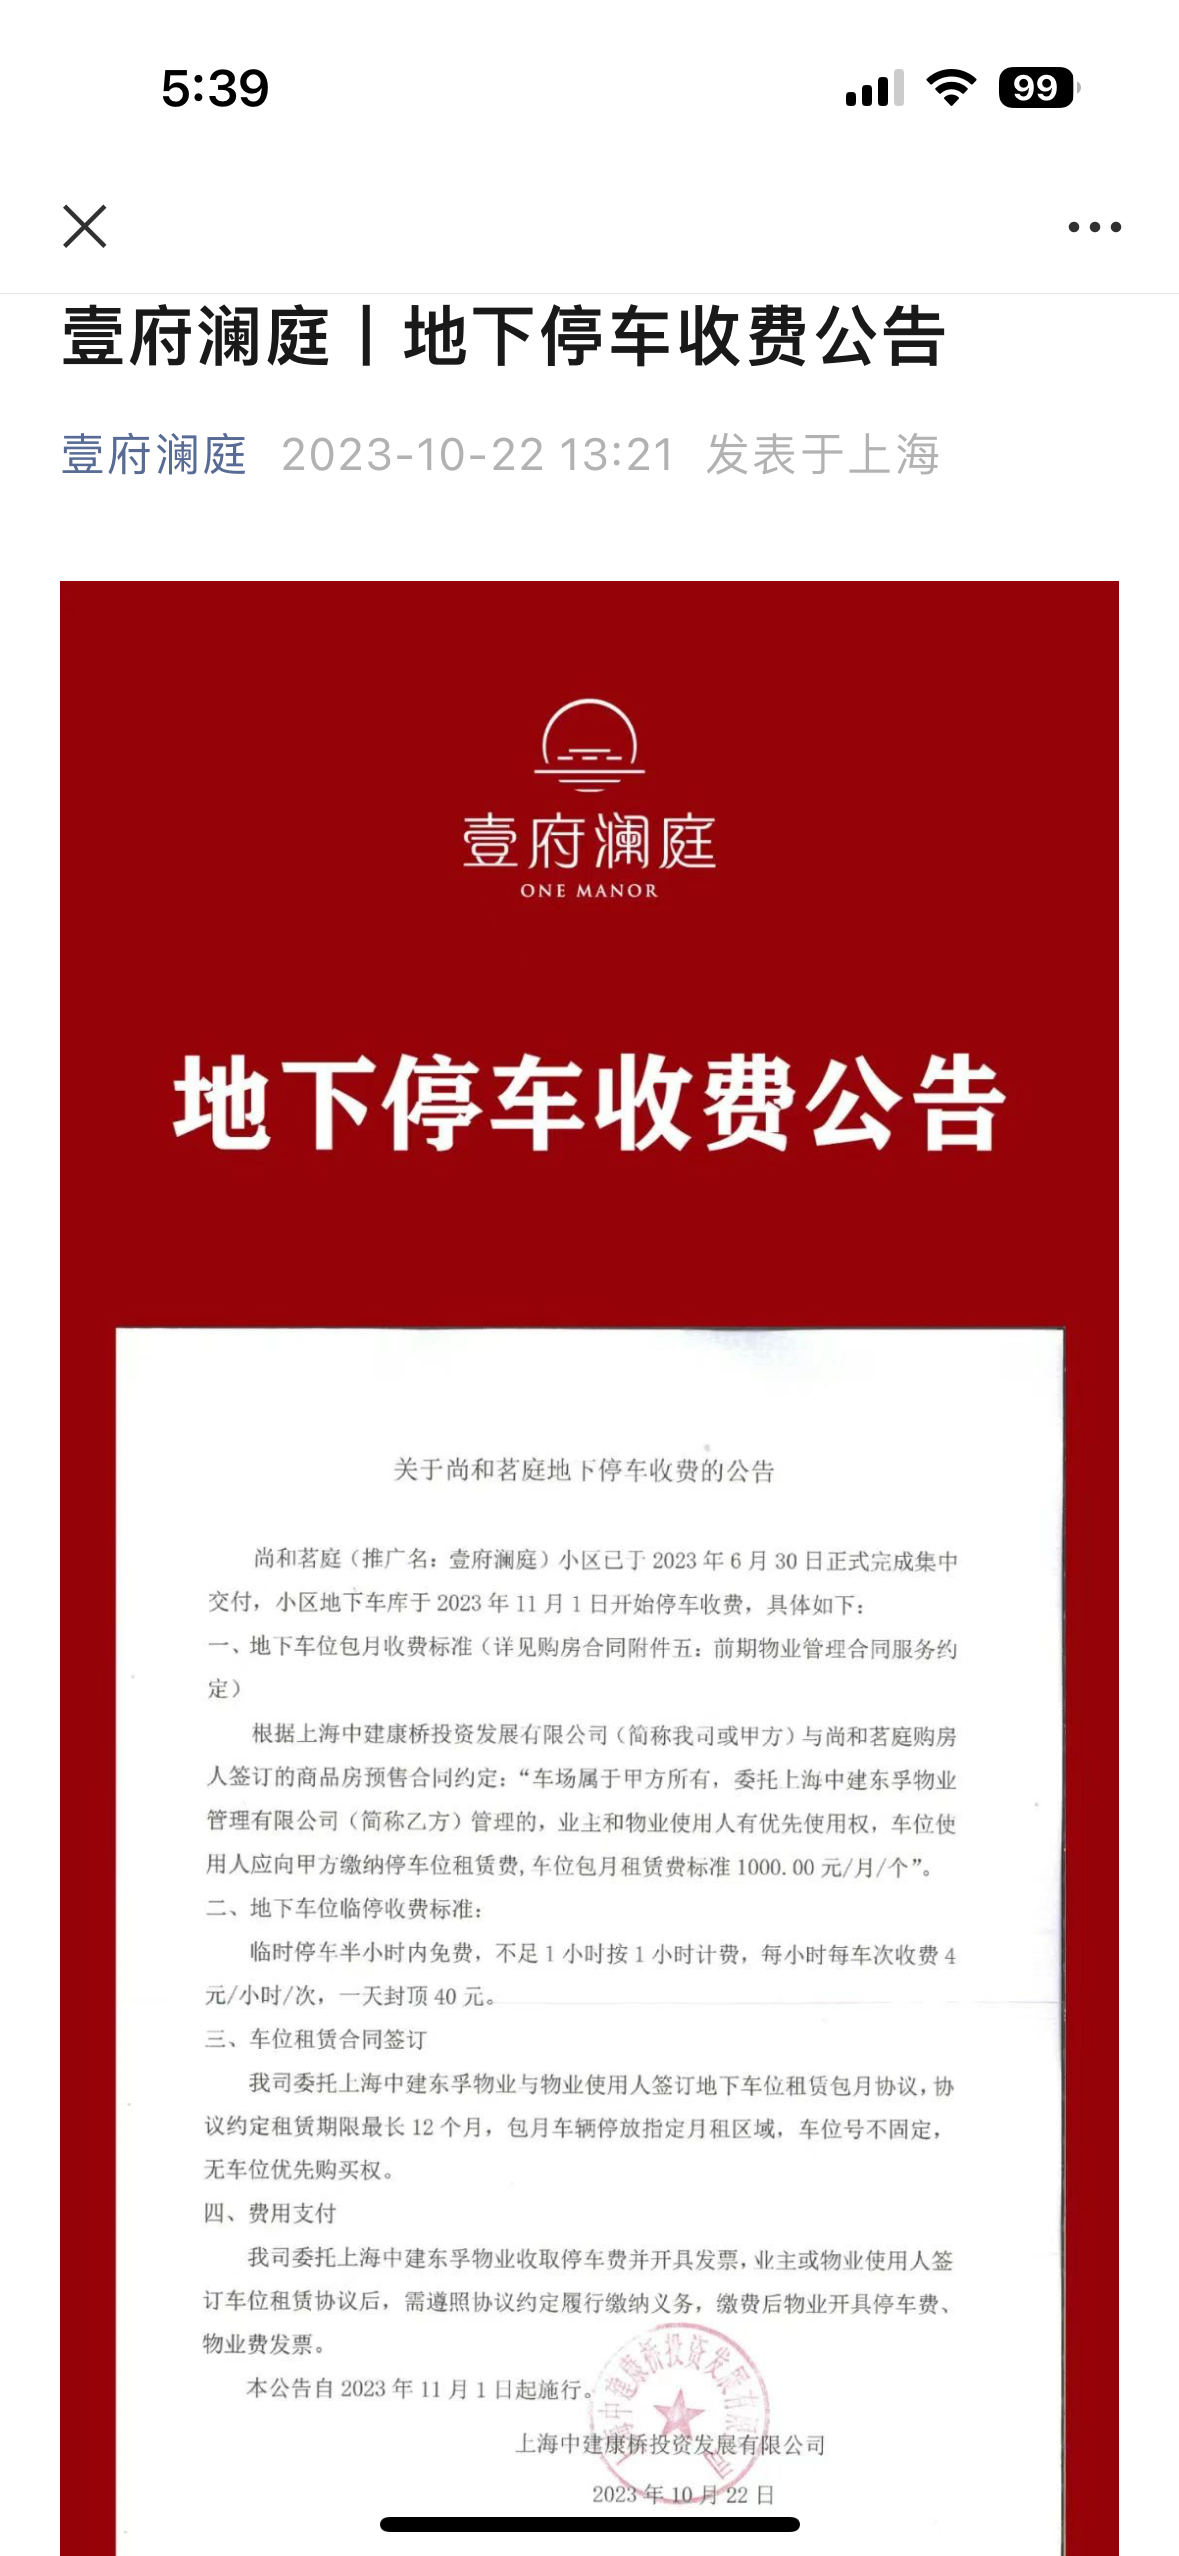 5:39
99
壹府澜庭丨地下停车收费公告
壹府澜庭 2023-10-22 13:21 发表于上海
壹府澜庭
ONE MANOR
地下停车收费公告
关于尚和茗庭地下停车收费的公告
尚和茗庭（推广名：壹府澜庭）小区已于 2023 年 6 月 30 日正式完成集中
交付，小区地下车库于 2023 年 11 月 1 日开始停车收费，具体如下：
一、地下车位包月收费标准（详见购房合同附件五：前期物业管理合同服务约
定）
根据上海中建康桥投资发展有限公司（简称我司或甲方）与尚和茗庭购房
人签订的商品房预售合同约定：“车场属于甲方所有，委托上海中建东孚物业
管理有限公司（简称乙方）管理的，业主和物业使用人有优先使用权，车位使
用人应向甲方缴纳停车位租赁费，车位包月租赁费标准 1000.00 元/月/个”。
二、地下车位临停收费标准：
临时停车半小时内免费，不足 1 小时按 1 小时计费，每小时每车次收费 4
元/小时/次，一天封顶 40 元。
三、车位租赁合同签订
我司委托上海中建东孚物业与物业使用人签订地下车位租赁包月协议，协
议约定租赁期限最长 12 个月，包月车辆停放指定月租区域，车位号不固定，
无车位优先购买权。
四、费用支付
我司委托上海中建东孚物业收取停车费并开具发票，业主或物业使用人签
订车位租赁协议后，需遵照协议约定履行缴纳义务，缴费后物业开具停车费、
物业费发票。
本公告自 2023 年 11 月 1 日起施行。
上海中建康桥投资发展有限公司
上海中建康桥投资发展有限公司
2023 年 10 月 22 日